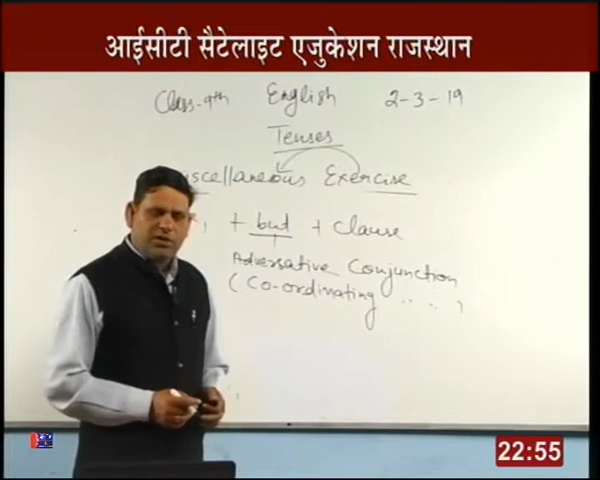 आईसीटी सैटेलाइट एजुकेशन राजस्थान
Class-9th English 2-3-19
Tenses
scellaneous Exercise
+ but + clause
Adversative Conjunction
(Co-ordinating .. .. )
22:55